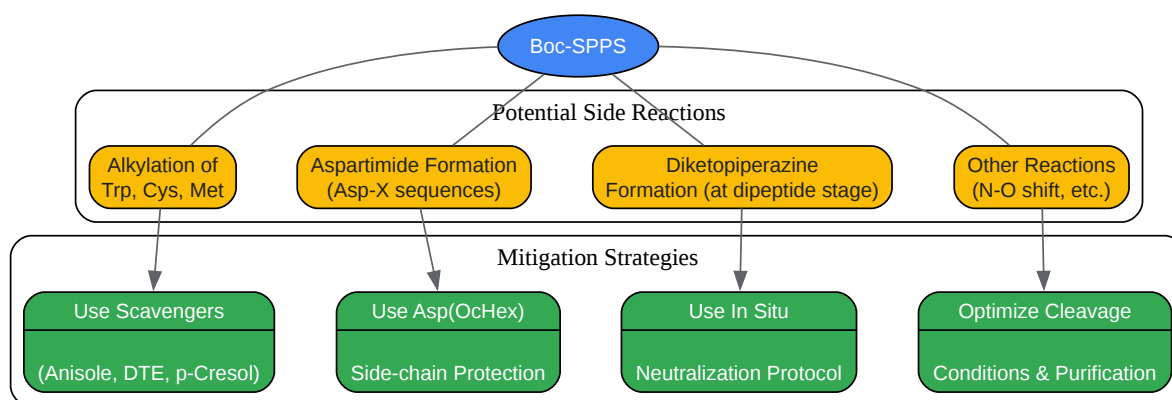 Boc-SPPS
Potential Side Reactions
Alkylation of
Trp, Cys, Met
Aspartimide Formation
(Asp-X sequences)
Diketopiperazine
Formation (at dipeptide stage)
Other Reactions
(N-O shift, etc.)
Mitigation Strategies
Use Scavengers
(Anisole, DTE, p-Cresol)
Use Asp(OcHex)
Side-chain Protection
Use In Situ
Neutralization Protocol
Optimize Cleavage
Conditions & Purification